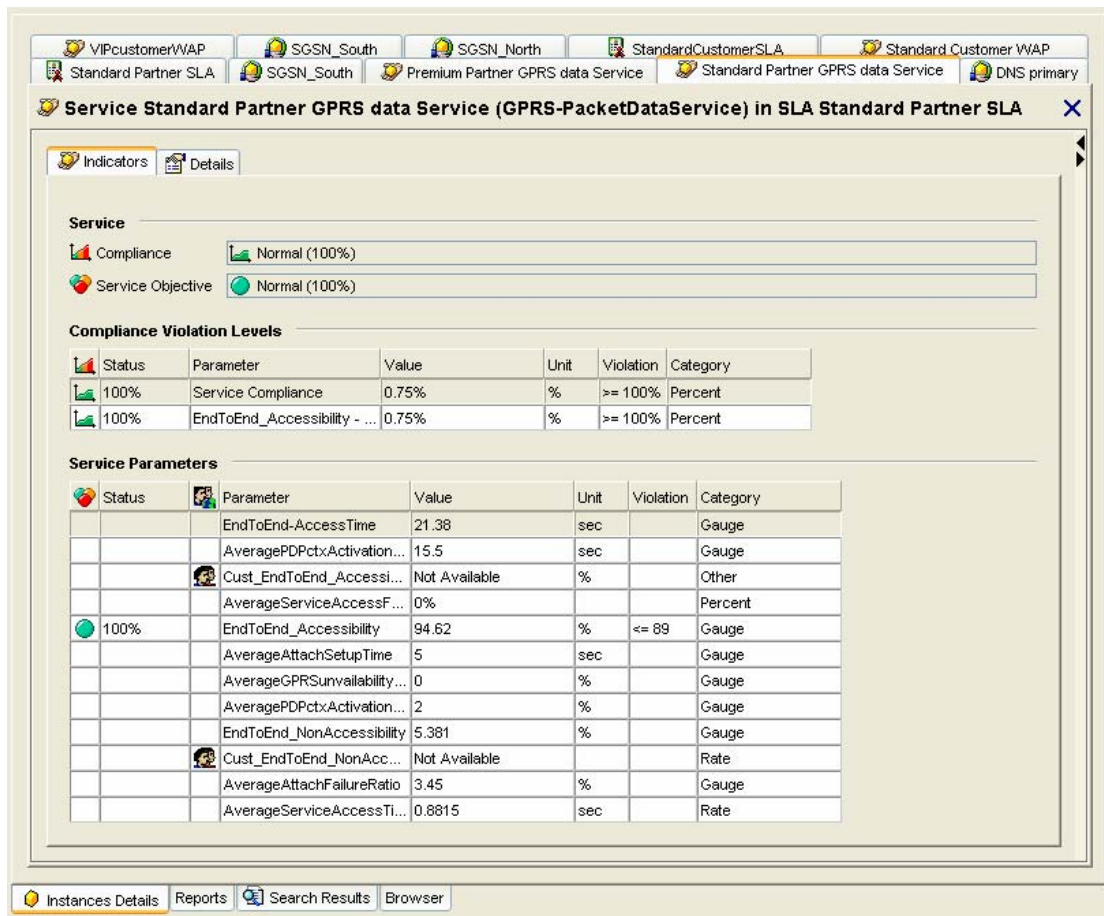 VIPcustomerWAP SGSN_South SGSN_North StandardCustomerSLA Standard Customer WAP
Standard Partner SLA SGSN_South Premium Partner GPRS data Service Standard Partner GPRS data Service DNS primary
Service Standard Partner GPRS data Service (GPRS-PacketDataService) in SLA Standard Partner SLA
Indicators Details
Service
Compliance Normal (100%)
Service Objective Normal (100%)
Compliance Violation Levels
Status Parameter Value Unit Violation Category
100% Service Compliance 0.75% % >= 100% Percent
100% EndToEnd_Accessibility - ... 0.75% % >= 100% Percent
Service Parameters
Status Parameter Value Unit Violation Category
EndToEnd-AccessTime 21.38 sec Gauge
AveragePDPctxActivation... 15.5 sec Gauge
Cust_EndToEnd_Accessi... Not Available % Other
AverageServiceAccessF... 0% Percent
100% EndToEnd_Accessibility 94.62 % <= 89 Gauge
AverageAttachSetupTime 5 sec Gauge
AverageGPRSunvailability... 0 % Gauge
AveragePDPctxActivation... 2 % Gauge
EndToEnd_NonAccessibility 5.381 % Gauge
Cust_EndToEnd_NonAcc... Not Available Rate
AverageAttachFailureRatio 3.45 % Gauge
AverageServiceAccessTi... 0.8815 sec Rate
Instances Details Reports Search Results Browser